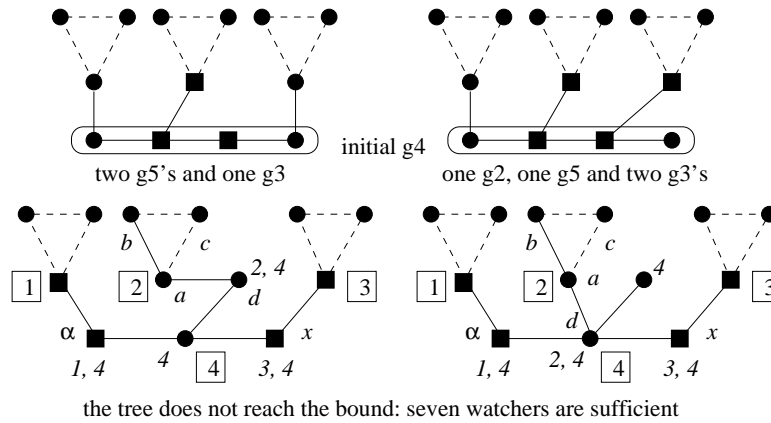 initial g4
two g5's and one g3
one g2, one g5 and two g3's
b c b c
2, 4 4
1 2 a d 3 1 2 a 3
α x α d x
4 4 2, 4 4
1, 4 3, 4 1, 4 3, 4
the tree does not reach the bound: seven watchers are sufficient